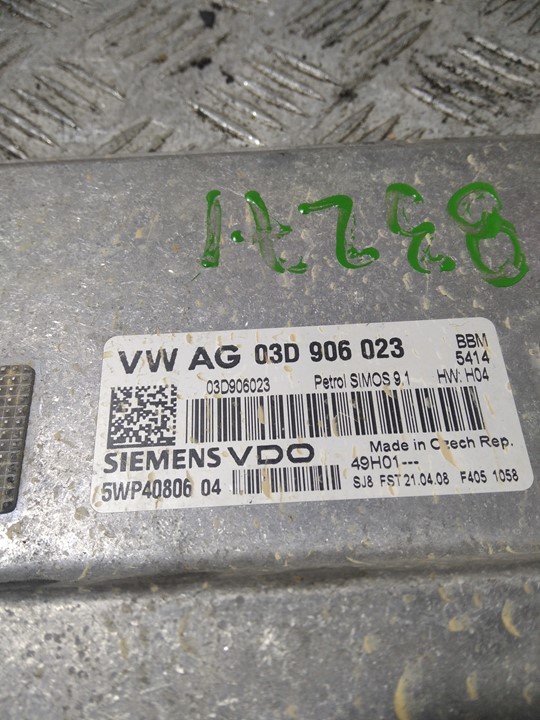 VW AG 03D 906 023 BBM
5414
03D906023 Petrol SIMOS 9.1 HW: H04
SIEMENS VDO Made in Czech Rep.
49H01---
5WP40806 04 SJ8 FST 21.04.08 F405 1058